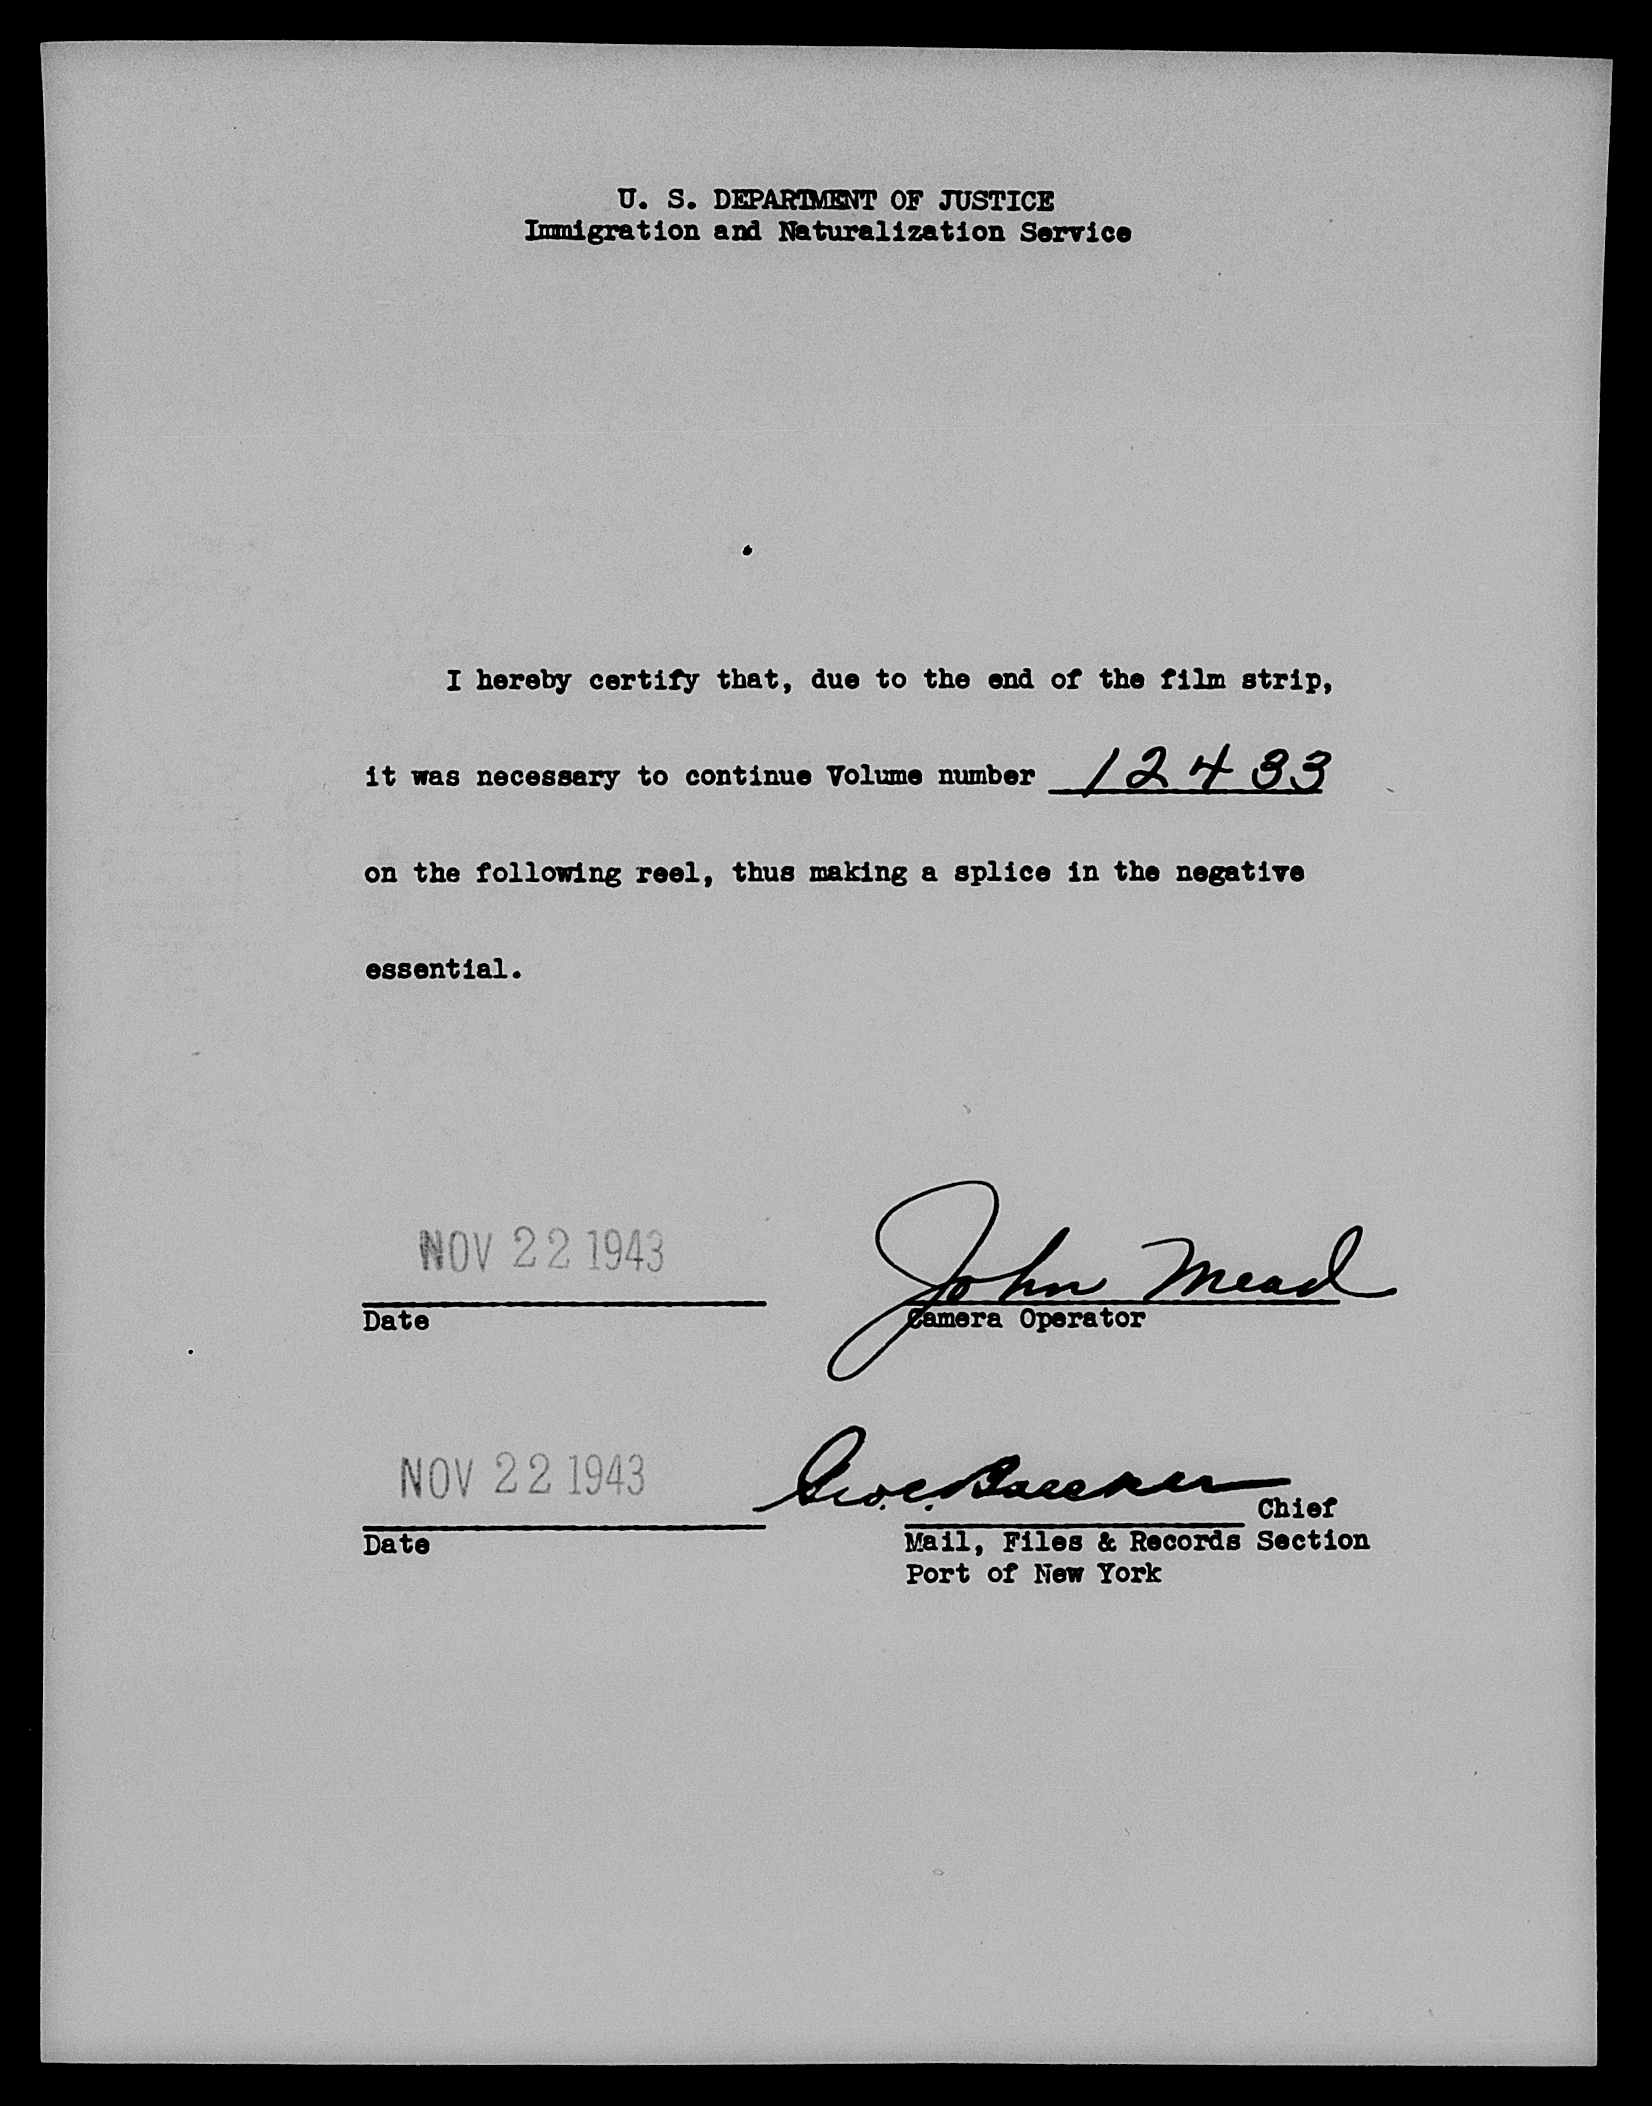 U. S. DEPARTMENT OF JUSTICE
Immigration and Naturalization Service
I hereby certify that, due to the end of the film strip,
it was necessary to continue Volume number 12433
on the following reel, thus making a splice in the negative
essential.
NOV 22 1943
John Mead
Date
Camera Operator
NOV 22 1943
Geo.
Chief
Date
Mail, Files & Records Section
Port of New York